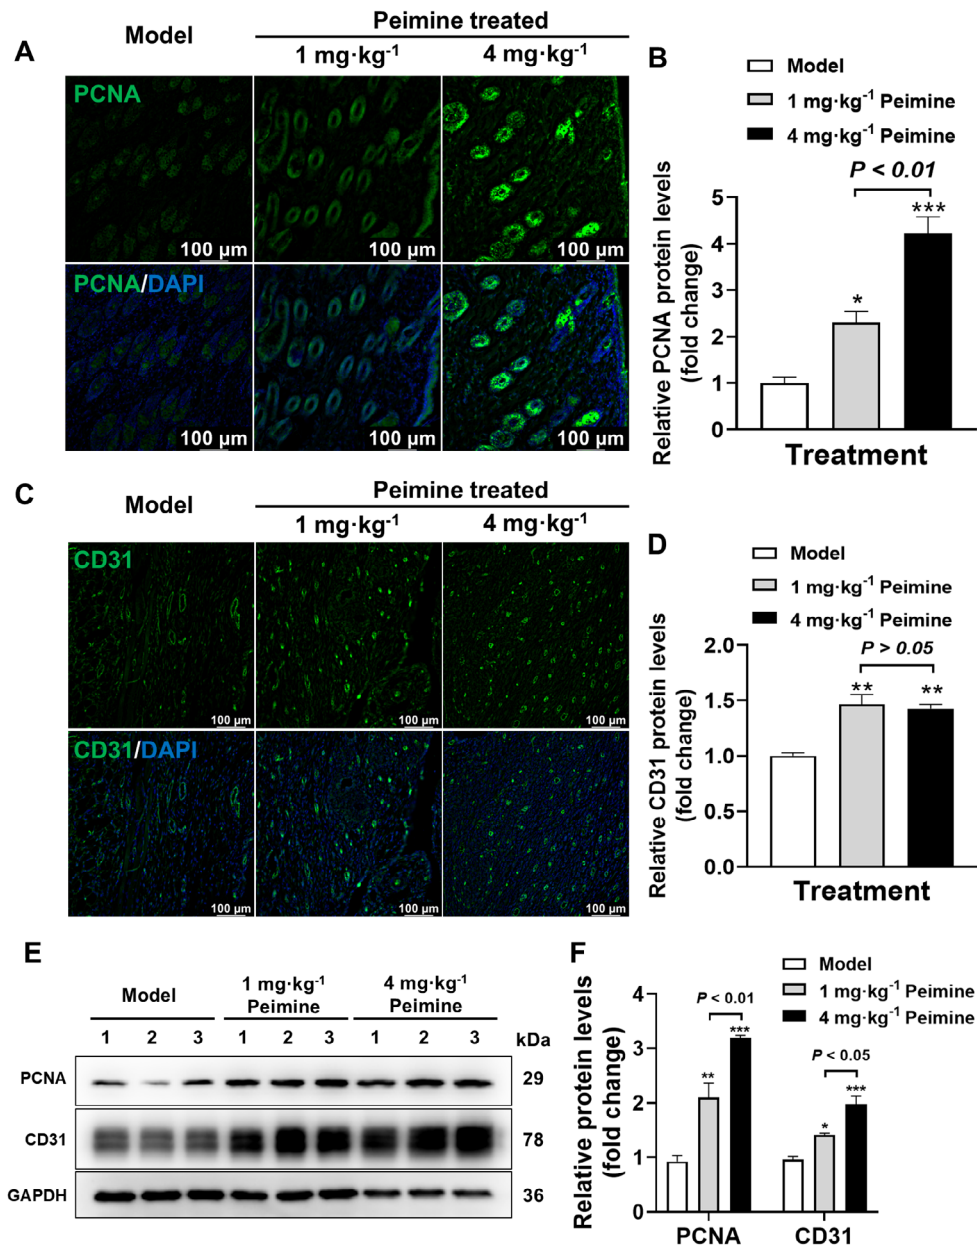 A
Model
Peimine treated
1 mg·kg-1
4 mg·kg-1
PCNA
100 µm
100 µm
100 µm
PCNA/DAPI
100 µm
100 µm
100 µm
B
Model
1 mg·kg-1 Peimine
4 mg·kg-1 Peimine
P < 0.01
***
*
Relative PCNA protein levels
(fold change)
5
4
3
2
1
0
Treatment
C
Model
Peimine treated
1 mg·kg-1
4 mg·kg-1
CD31
100 µm
100 µm
100 µm
CD31/DAPI
100 µm
100 µm
100 µm
D
Model
1 mg·kg-1 Peimine
4 mg·kg-1 Peimine
P > 0.05
**
**
Relative CD31 protein levels
(fold change)
2.0
1.5
1.0
0.5
0.0
Treatment
E
Model
1 mg·kg-1
Peimine
4 mg·kg-1
Peimine
1 2 3 1 2 3 1 2 3 kDa
PCNA 29
CD31 78
GAPDH 36
F
Model
1 mg·kg-1 Peimine
4 mg·kg-1 Peimine
P < 0.01
***
**
P < 0.05
***
*
Relative protein levels
(fold change)
4
3
2
1
0
PCNA CD31